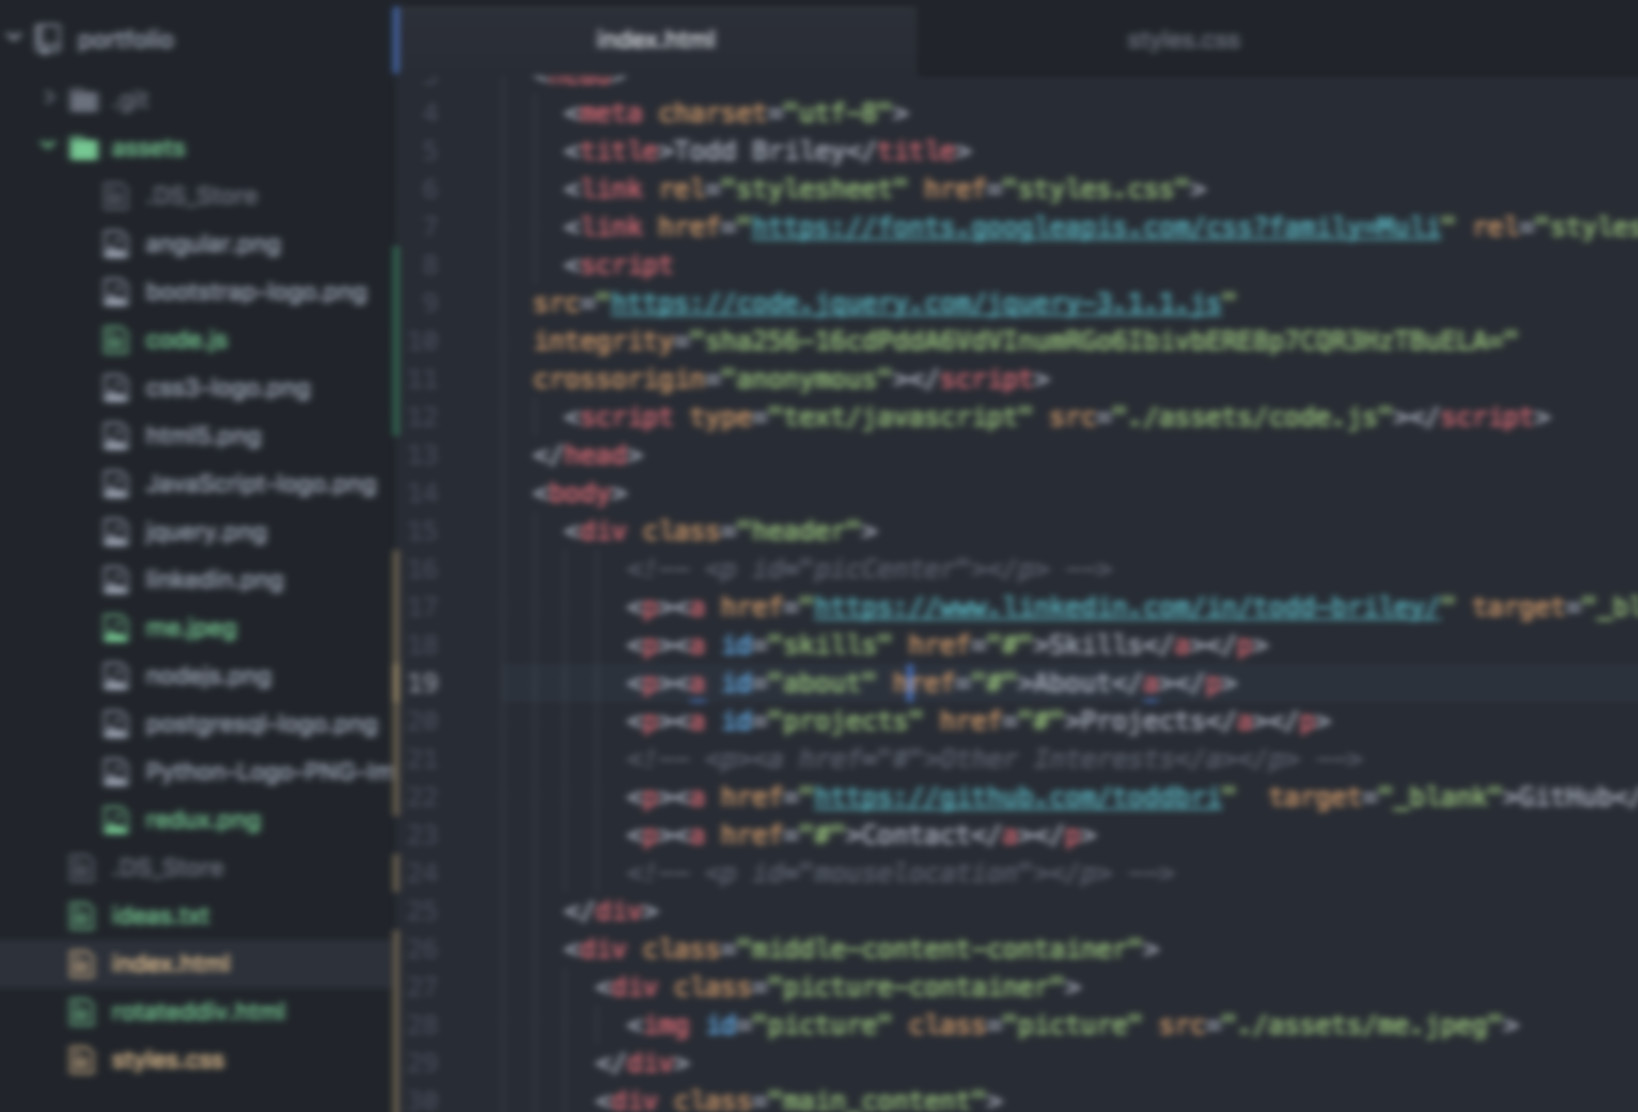 portfolio
.git
assets
.DS_Store
angular.png
bootstrap-logo.png
code.js
css3-logo.png
html5.png
JavaScript-logo.png
jquery.png
linkedin.png
me.jpeg
nodejs.png
postgresql-logo.png
Python-Logo-PNG-Im
redux.png
.DS_Store
ideas.txt
index.html
rotateddiv.html
styles.css
index.html styles.css
3 <head>
4 <meta charset="utf-8">
5 <title>Todd Briley</title>
6 <link rel="stylesheet" href="styles.css">
7 <link href="https://fonts.googleapis.com/css?family=Muli" rel="styles
8 <script
9 src="https://code.jquery.com/jquery-3.1.1.js"
10 integrity="
11 crossorigin="anonymous"></script>
12 <script type="text/javascript" src="./assets/code.js"></script>
13 </head>
14 <body>
15 <div class="header">
16 <!-- <p id="picCenter"></p> -->
17 <p><a href="https://www.linkedin.com/in/todd-briley/" target="_bl
18 <p><a id="skills" href="#">Skills</a></p>
19 <p><a id="about" href="#">About</a></p>
20 <p><a id="projects" href="#">Projects</a></p>
21 <!-- <p><a href="#">Other Interests</a></p> -->
22 <p><a href="https://github.com/toddbri" target="_blank">GitHub</
23 <p><a href="#">Contact</a></p>
24 <!-- <p id="mouselocation"></p> -->
25 </div>
26 <div class="middle-content-container">
27 <div class="picture-container">
28 <img id="picture" class="picture" src="./assets/me.jpeg">
29 </div>
30 <div class="main_content">